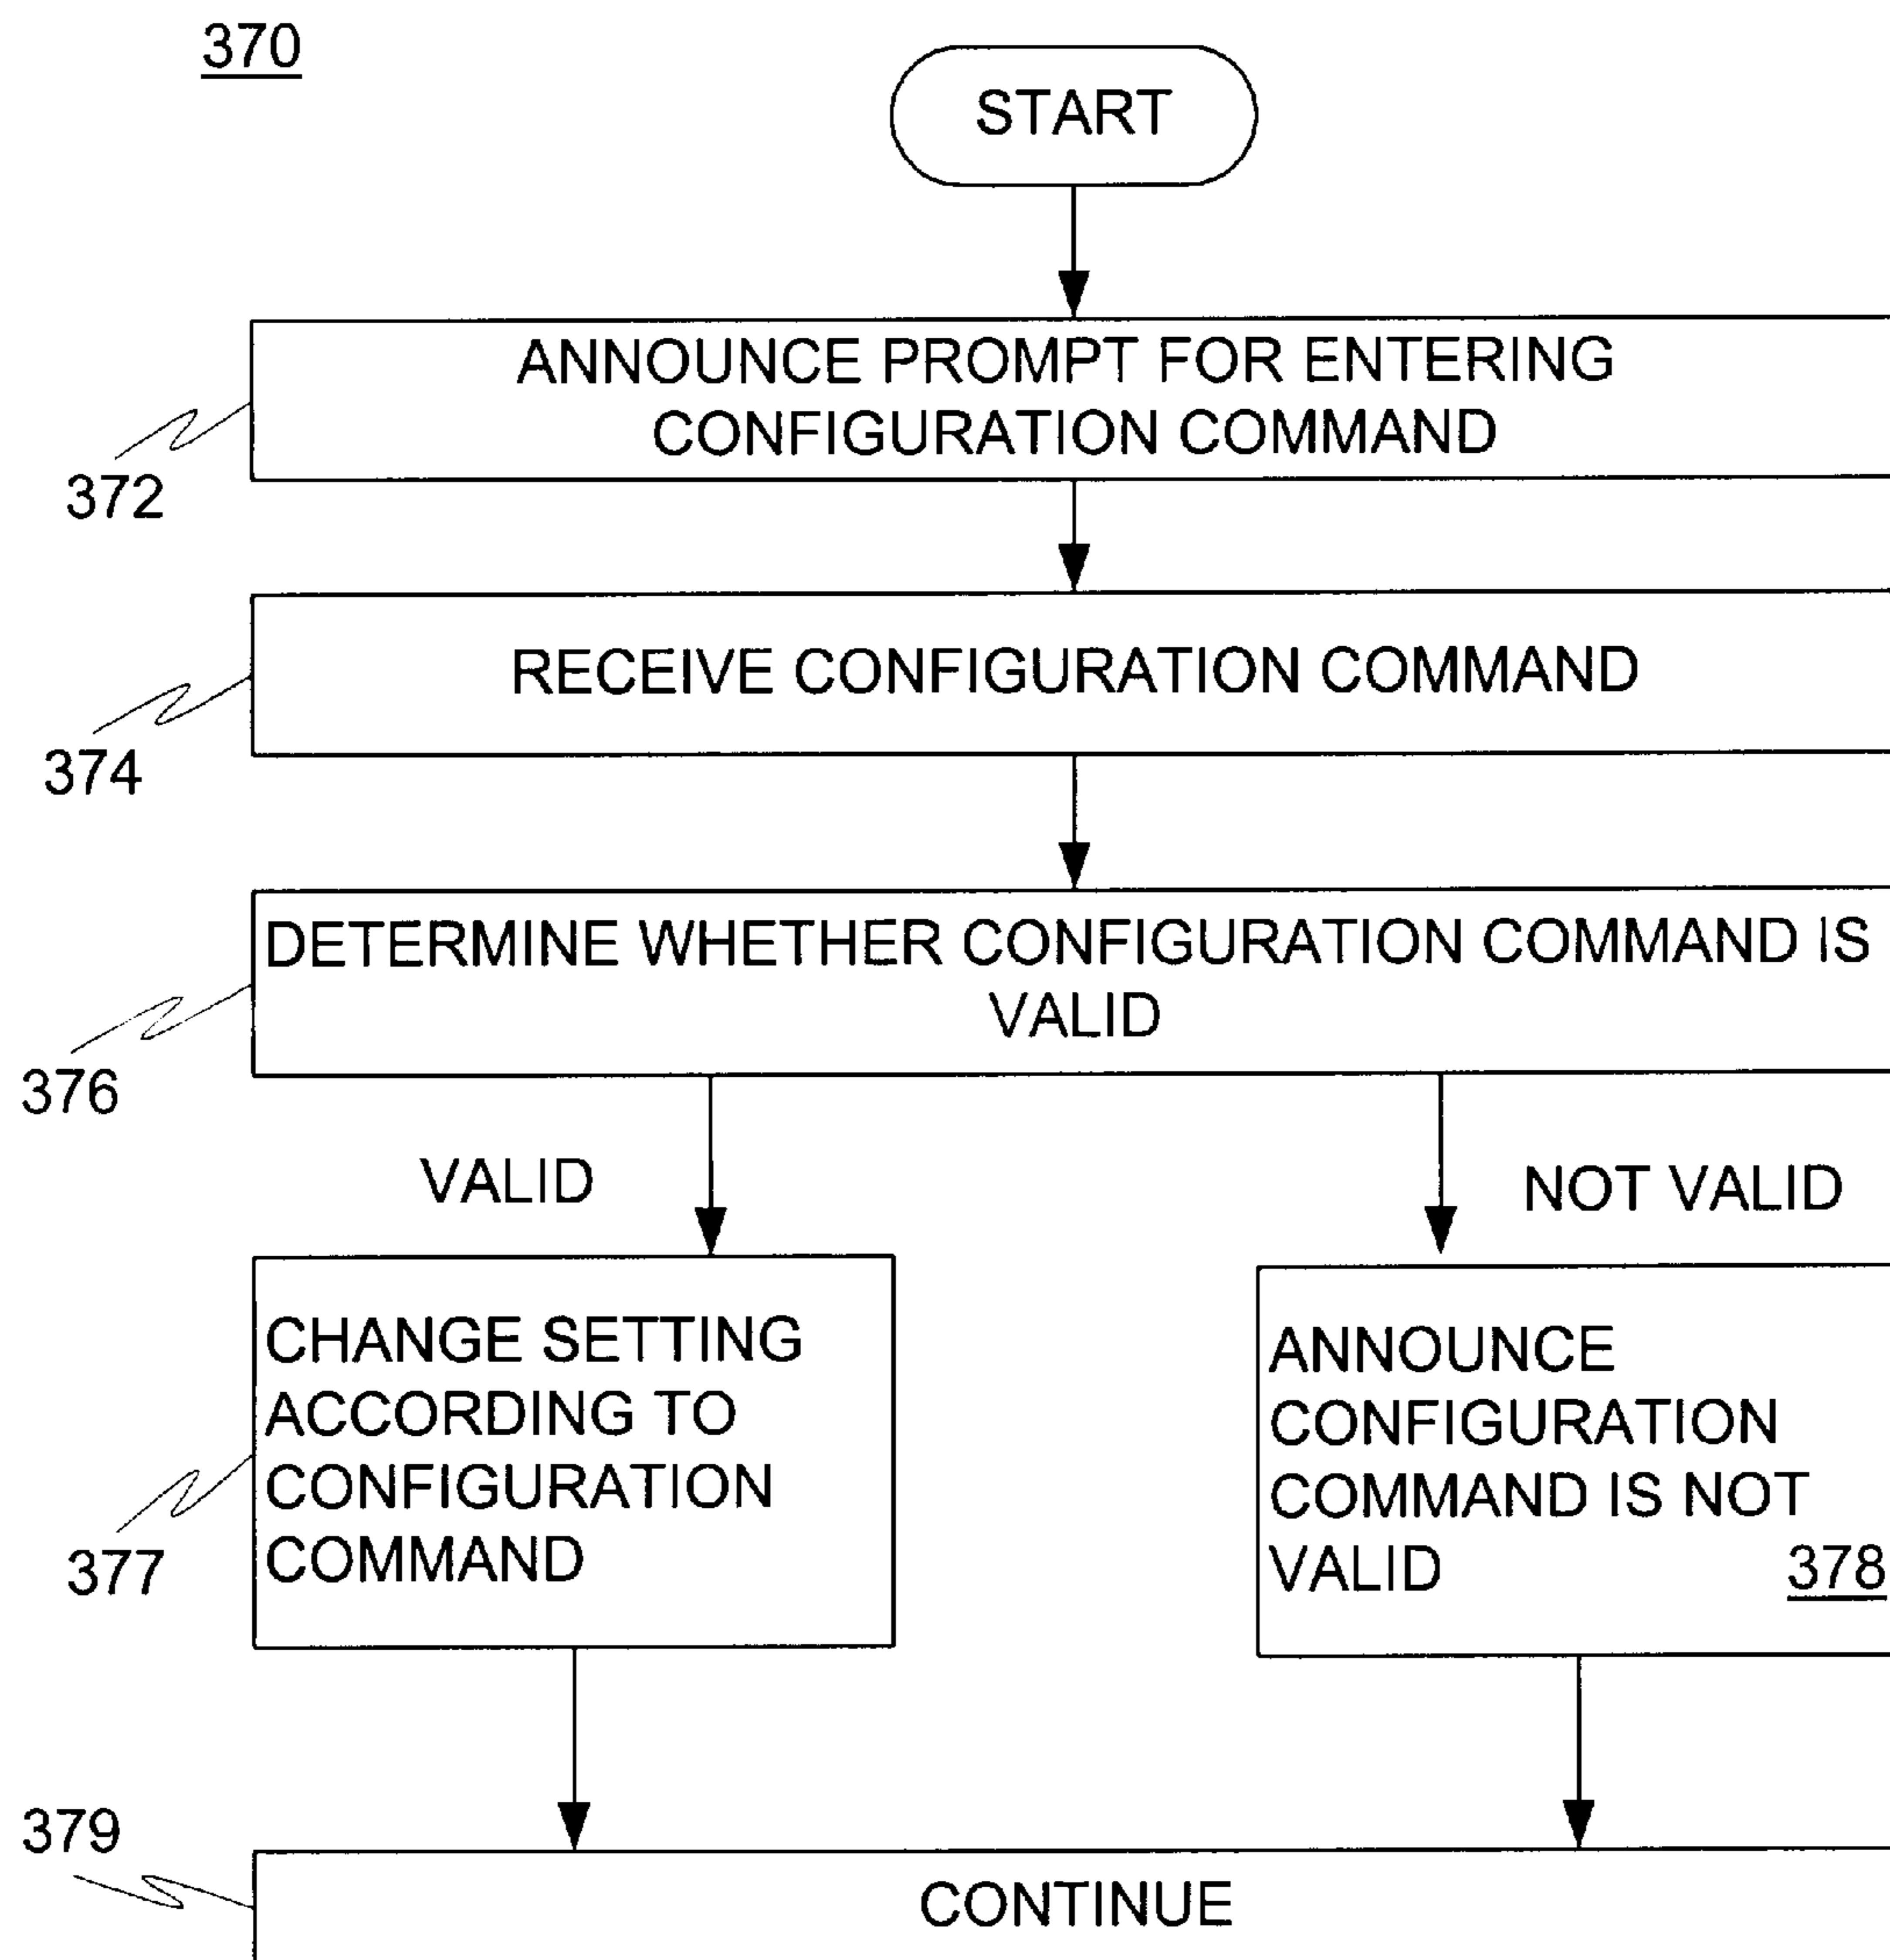 370
START
ANNOUNCE PROMPT FOR ENTERING
CONFIGURATION COMMAND
372
RECEIVE CONFIGURATION COMMAND
374
DETERMINE WHETHER CONFIGURATION COMMAND IS
VALID
376
VALID
NOT VALID
CHANGE SETTING
ACCORDING TO
CONFIGURATION
COMMAND
377
ANNOUNCE
CONFIGURATION
COMMAND IS NOT
VALID
378
379
CONTINUE